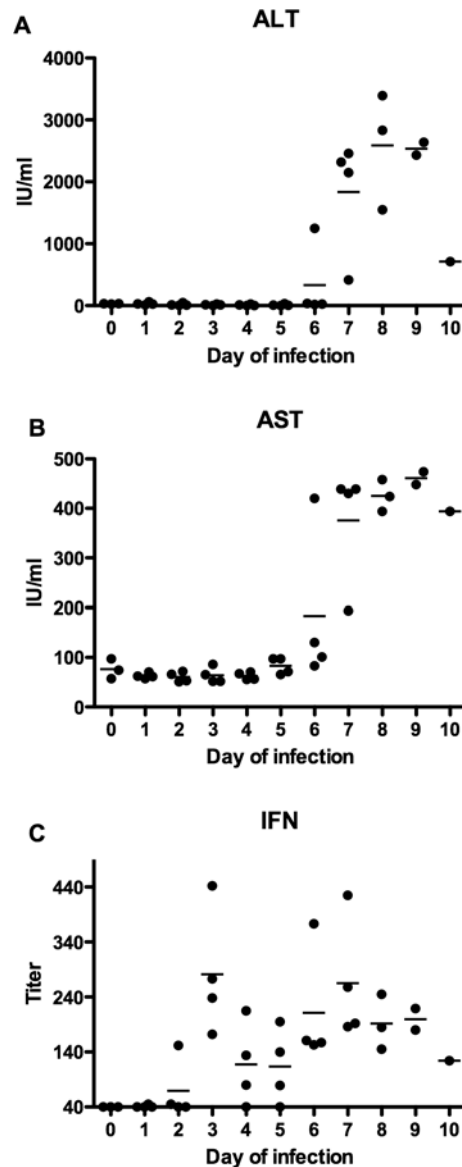 A
ALT
4000
3000
2000
1000
0
IU/ml
0 1 2 3 4 5 6 7 8 9 10
Day of infection
B
AST
500
400
300
200
100
0
IU/ml
0 1 2 3 4 5 6 7 8 9 10
Day of infection
C
IFN
440
340
240
140
40
Titer
0 1 2 3 4 5 6 7 8 9 10
Day of infection